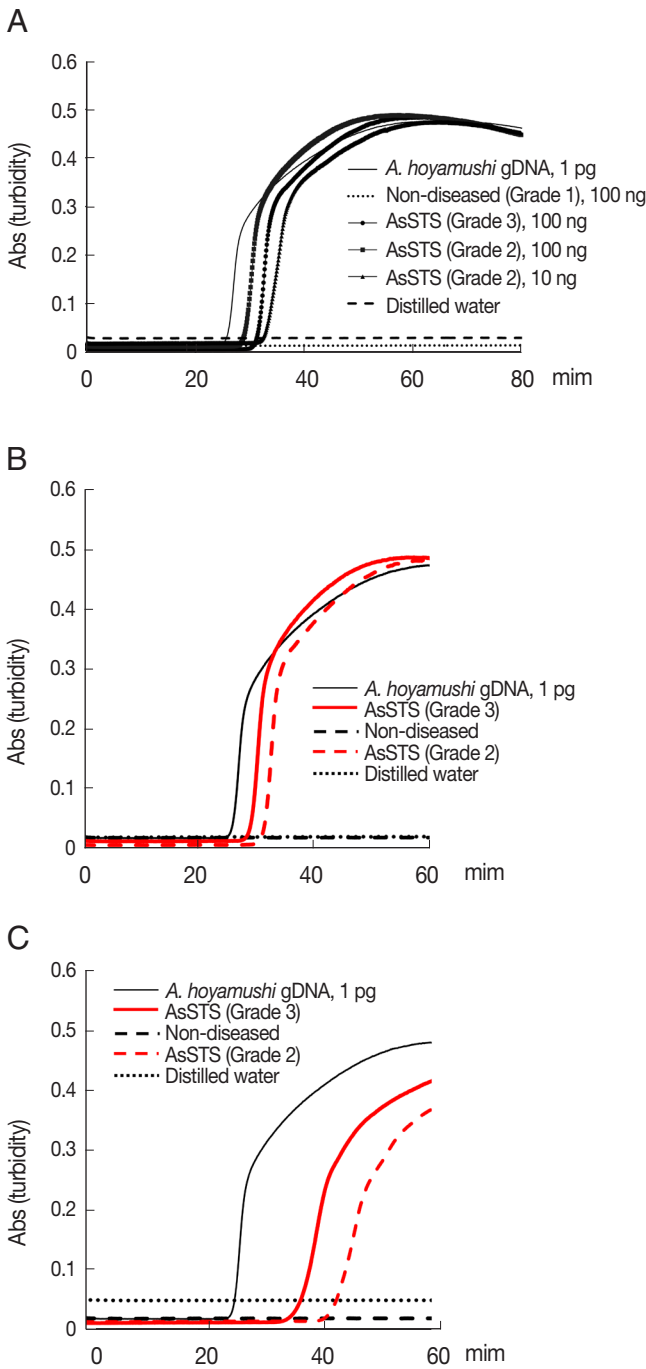 A
0.6
0.5
0.4
0.3
0.2
0.1
0
Abs (turbidity)
A. hoyamushi gDNA, 1 pg
Non-diseased (Grade 1), 100 ng
AsSTS (Grade 3), 100 ng
AsSTS (Grade 2), 100 ng
AsSTS (Grade 2), 10 ng
Distilled water
0 20 40 60 80 mim
B
0.6
0.5
0.4
0.3
0.2
0.1
0
Abs (turbidity)
A. hoyamushi gDNA, 1 pg
AsSTS (Grade 3)
Non-diseased
AsSTS (Grade 2)
Distilled water
0 20 40 60 mim
C
0.6
0.5
0.4
0.3
0.2
0.1
0
Abs (turbidity)
A. hoyamushi gDNA, 1 pg
AsSTS (Grade 3)
Non-diseased
AsSTS (Grade 2)
Distilled water
0 20 40 60 mim